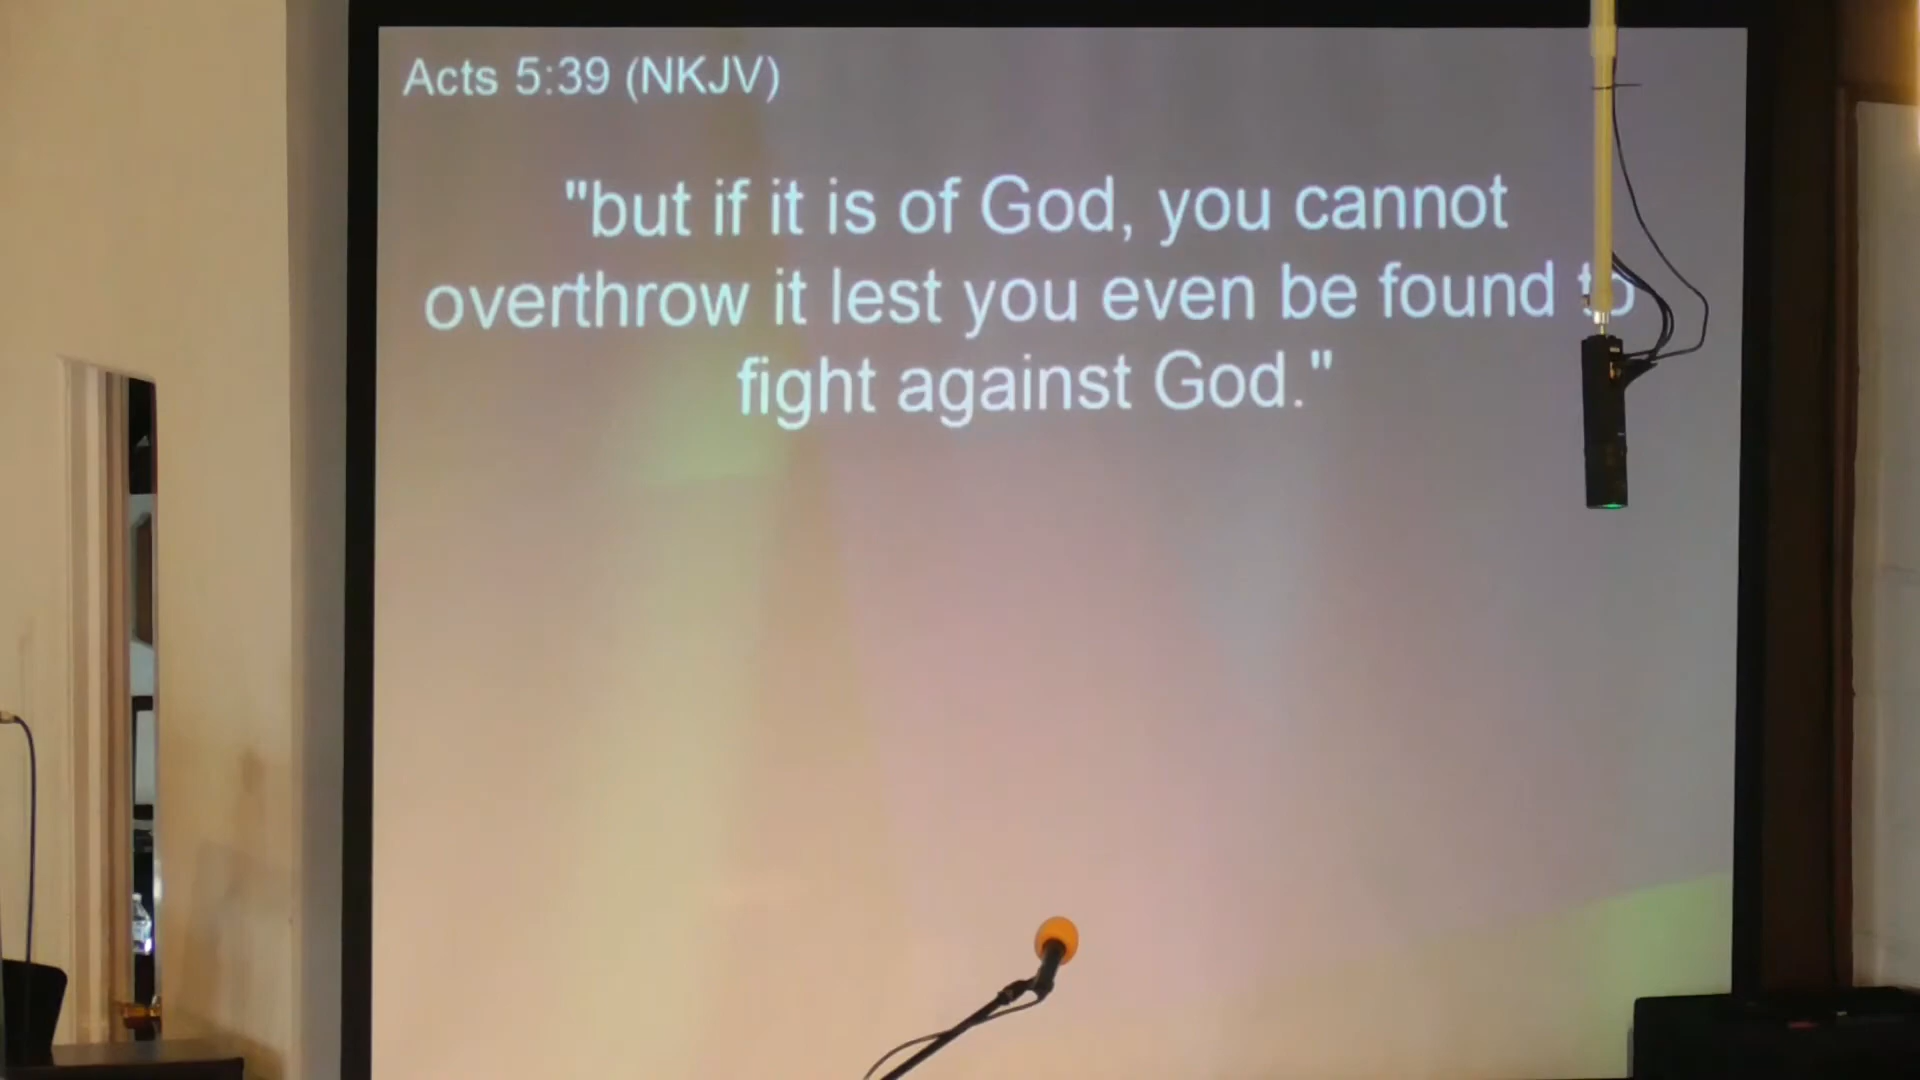 Acts 5:39 (NKJV)
"but if it is of God, you cannot
overthrow it lest you even be found to
fight against God."